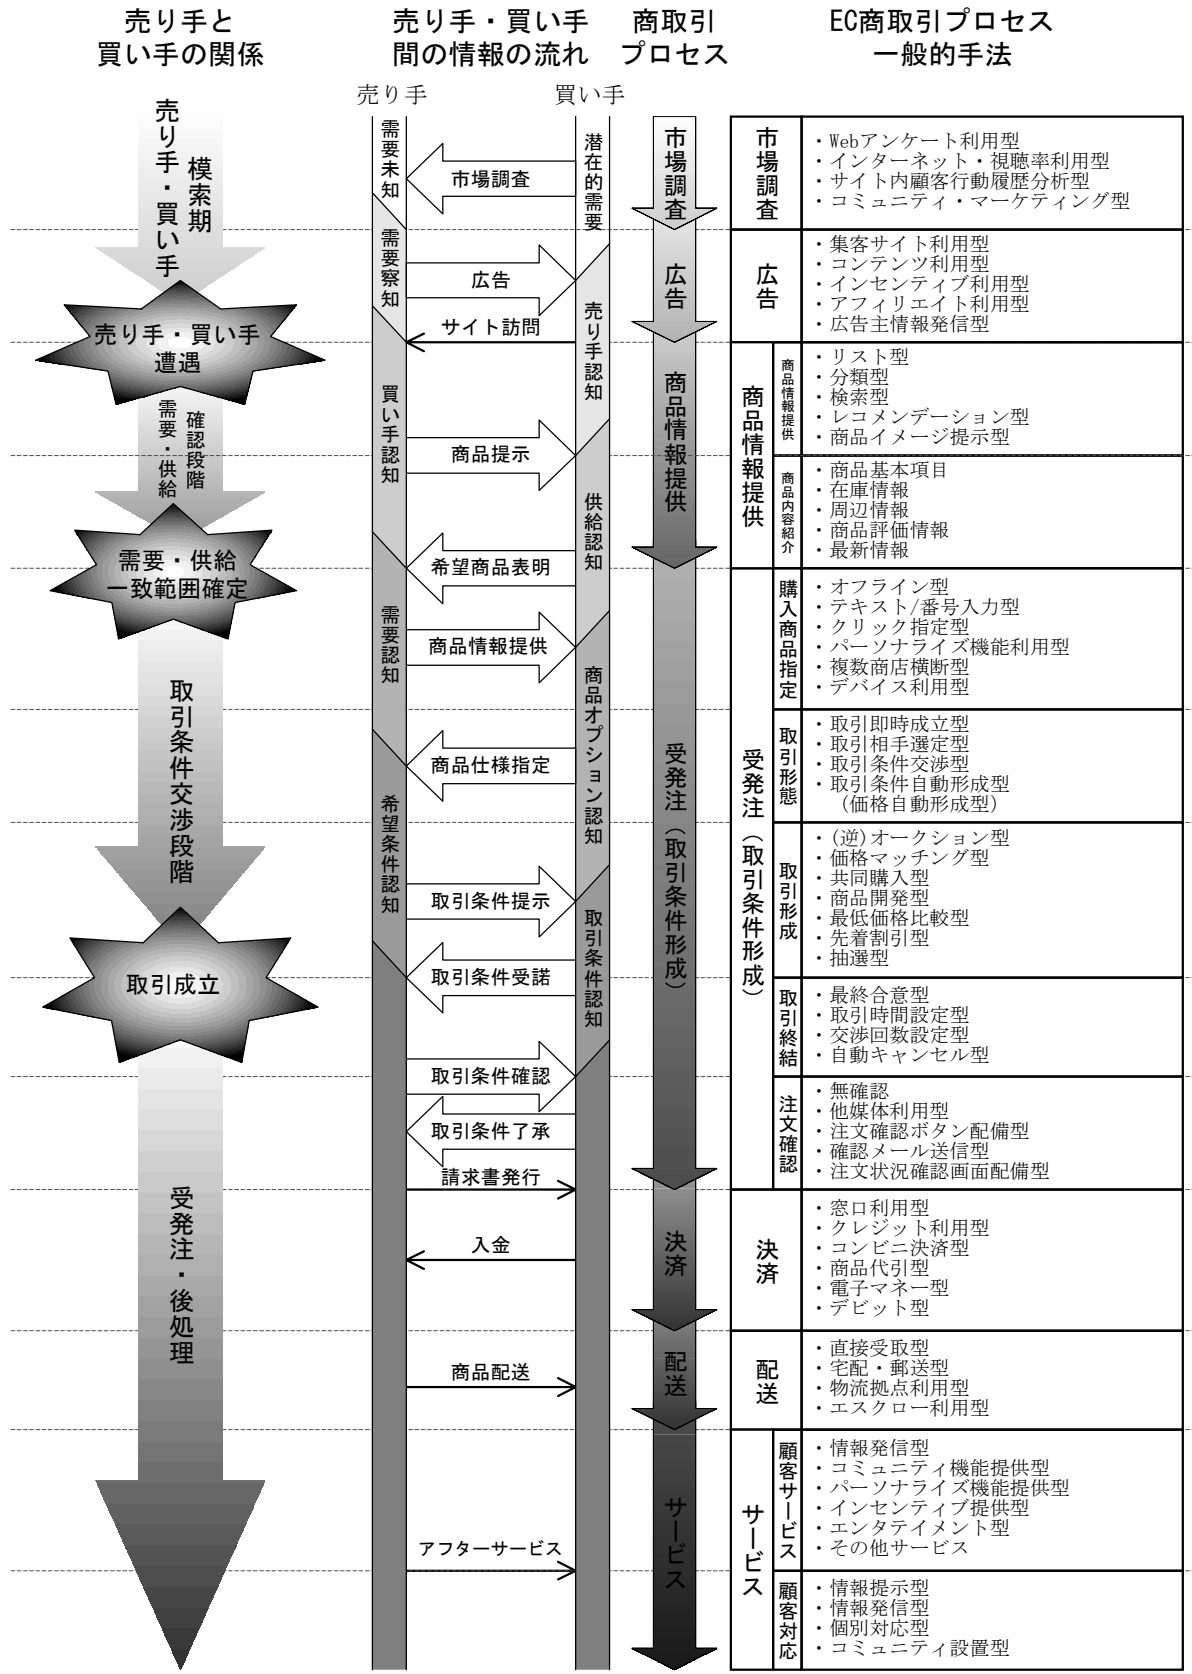 売り手と
買い手の関係
売り手・買い手
間の情報の流れ
商取引
プロセス
EC商取引プロセス
一般的手法
売り手
買い手
売り手・買い手
模索期
売り手・買い手
遭遇
需要・供給
確認段階
需要・供給
一致範囲確定
取引条件交渉段階
取引成立
受発注・後処理
需要未知
需要察知
買い手認知
需要認知
希望条件認知
市場調査
広告
サイト訪問
商品提示
希望商品表明
商品情報提供
商品仕様指定
取引条件提示
取引条件受諾
取引条件確認
取引条件了承
請求書発行
入金
商品配送
アフターサービス
潜在的需要
売り手認知
供給認知
商品オプション認知
取引条件認知
市場調査
広告
商品情報提供
受発注（取引条件形成）
決済
配送
サービス
市場調査
・Webアンケート利用型
・インターネット・視聴率利用型
・サイト内顧客行動履歴分析型
・コミュニティ・マーケティング型
広告
・集客サイト利用型
・コンテンツ利用型
・インセンティブ利用型
・アフィリエイト利用型
・広告主情報発信型
商品情報提供
商品情報提供
・リスト型
・分類型
・検索型
・レコメンデーション型
・商品イメージ提示型
商品内容紹介
・商品基本項目
・在庫情報
・周辺情報
・商品評価情報
・最新情報
受発注（取引条件形成）
購入商品指定
・オフライン型
・テキスト/番号入力型
・クリック指定型
・パーソナライズ機能利用型
・複数商店横断型
・デバイス利用型
取引形態
・取引即時成立型
・取引相手選定型
・取引条件交渉型
・取引条件自動形成型
（価格自動形成型）
取引形成
・(逆)オークション型
・価格マッチング型
・共同購入型
・商品開発型
・最低価格比較型
・先着割引型
・抽選型
取引終結
・最終合意型
・取引時間設定型
・交渉回数設定型
・自動キャンセル型
注文確認
・無確認
・他媒体利用型
・注文確認ボタン配備型
・確認メール送信型
・注文状況確認画面配備型
決済
・窓口利用型
・クレジット利用型
・コンビニ決済型
・商品代引型
・電子マネー型
・デビット型
配送
・直接受取型
・宅配・郵送型
・物流拠点利用型
・エスクロー利用型
サービス
顧客サービス
・情報発信型
・コミュニティ機能提供型
・パーソナライズ機能提供型
・インセンティブ提供型
・エンタテイメント型
・その他サービス
顧客対応
・情報提示型
・情報発信型
・個別対応型
・コミュニティ設置型